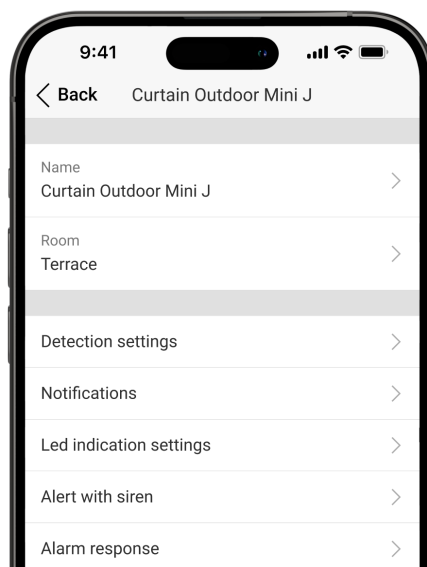 9:41
Back Curtain Outdoor Mini J
Name
Curtain Outdoor Mini J
Room
Terrace
Detection settings
Notifications
Led indication settings
Alert with siren
Alarm response